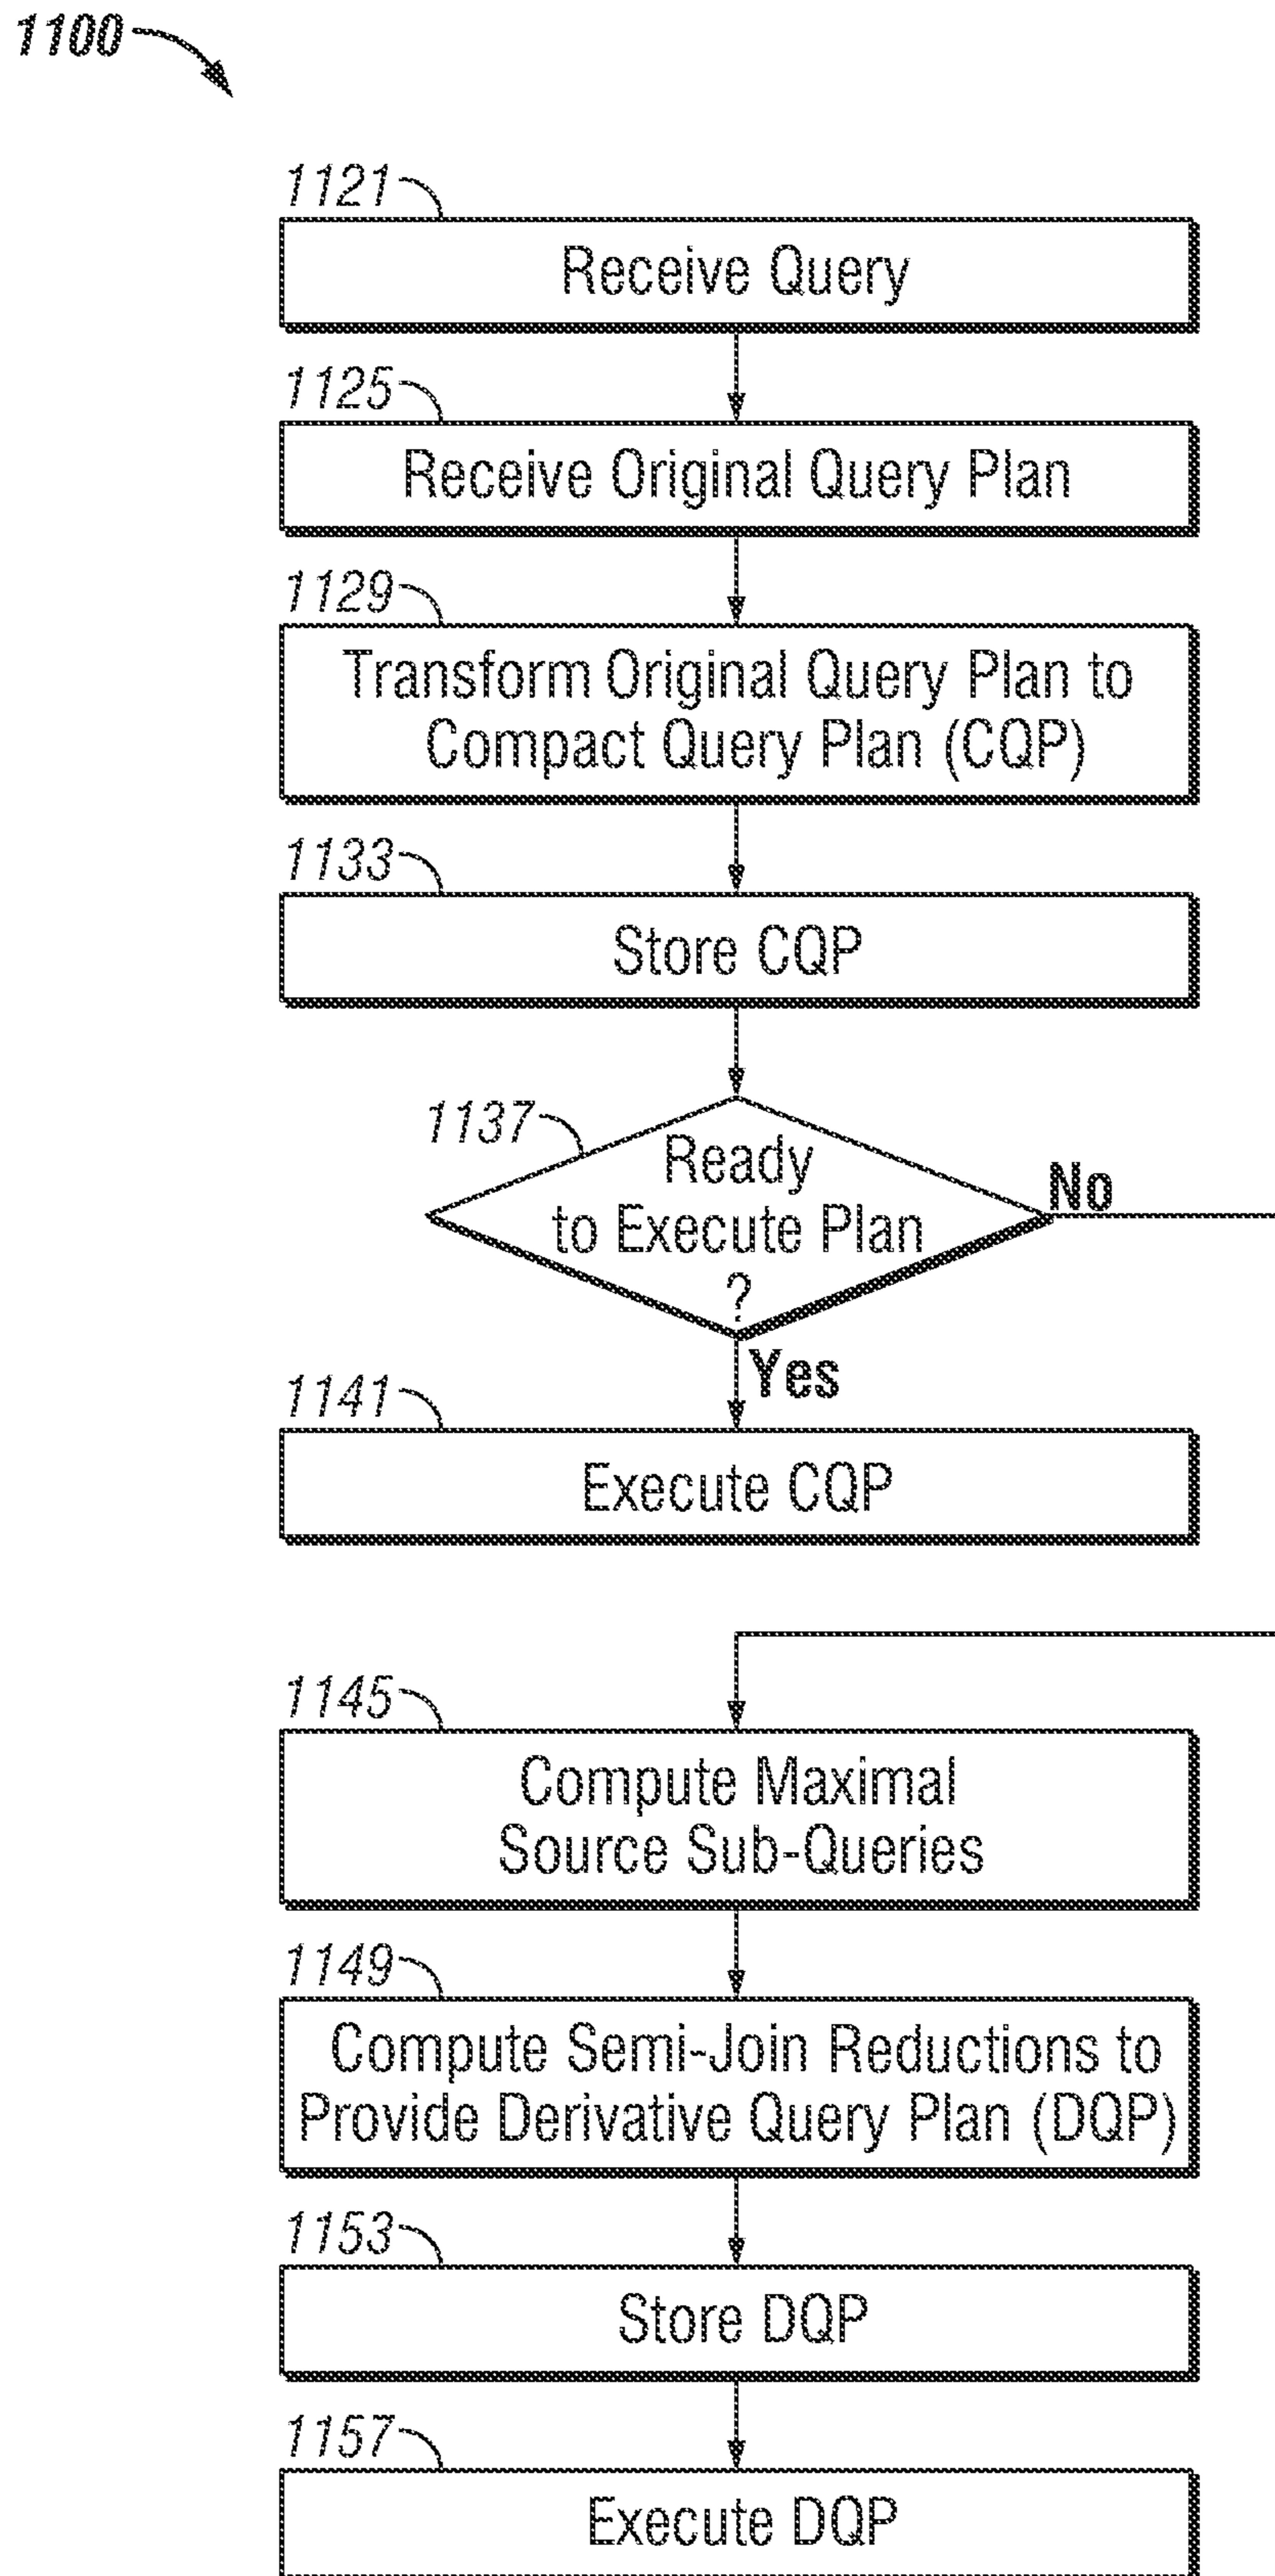 1100
1121
Receive Query
1125
Receive Original Query Plan
1129
Transform Original Query Plan to
Compact Query Plan (CQP)
1133
Store CQP
1137
Ready
to Execute Plan
?
No
Yes
1141
Execute CQP
1145
Compute Maximal
Source Sub-Queries
1149
Compute Semi-Join Reductions to
Provide Derivative Query Plan (DQP)
1153
Store DQP
1157
Execute DQP